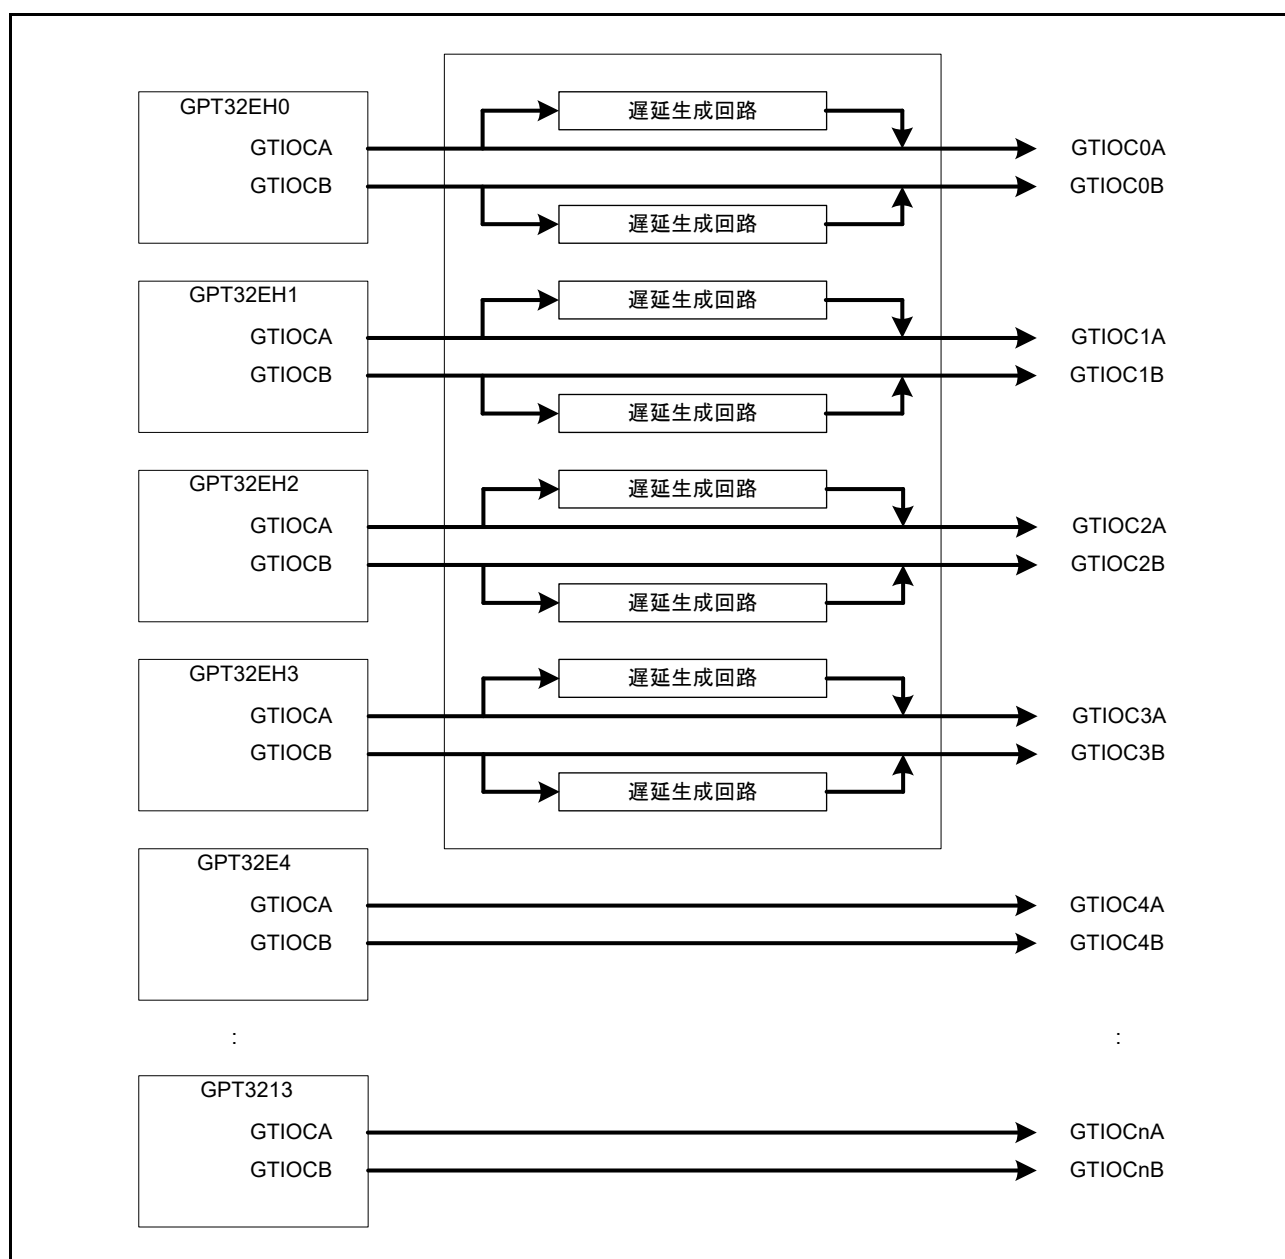 GPT32EH0
遅延生成回路
GTIOCA
GTIOC0A
GTIOCB
GTIOC0B
遅延生成回路
GPT32EH1
遅延生成回路
GTIOCA
GTIOC1A
GTIOCB
GTIOC1B
遅延生成回路
GPT32EH2
遅延生成回路
GTIOCA
GTIOC2A
GTIOCB
GTIOC2B
遅延生成回路
GPT32EH3
遅延生成回路
GTIOCA
GTIOC3A
GTIOCB
GTIOC3B
遅延生成回路
GPT32E4
GTIOCA
GTIOC4A
GTIOCB
GTIOC4B
:
:
GPT3213
GTIOCA
GTIOCnA
GTIOCB
GTIOCnB